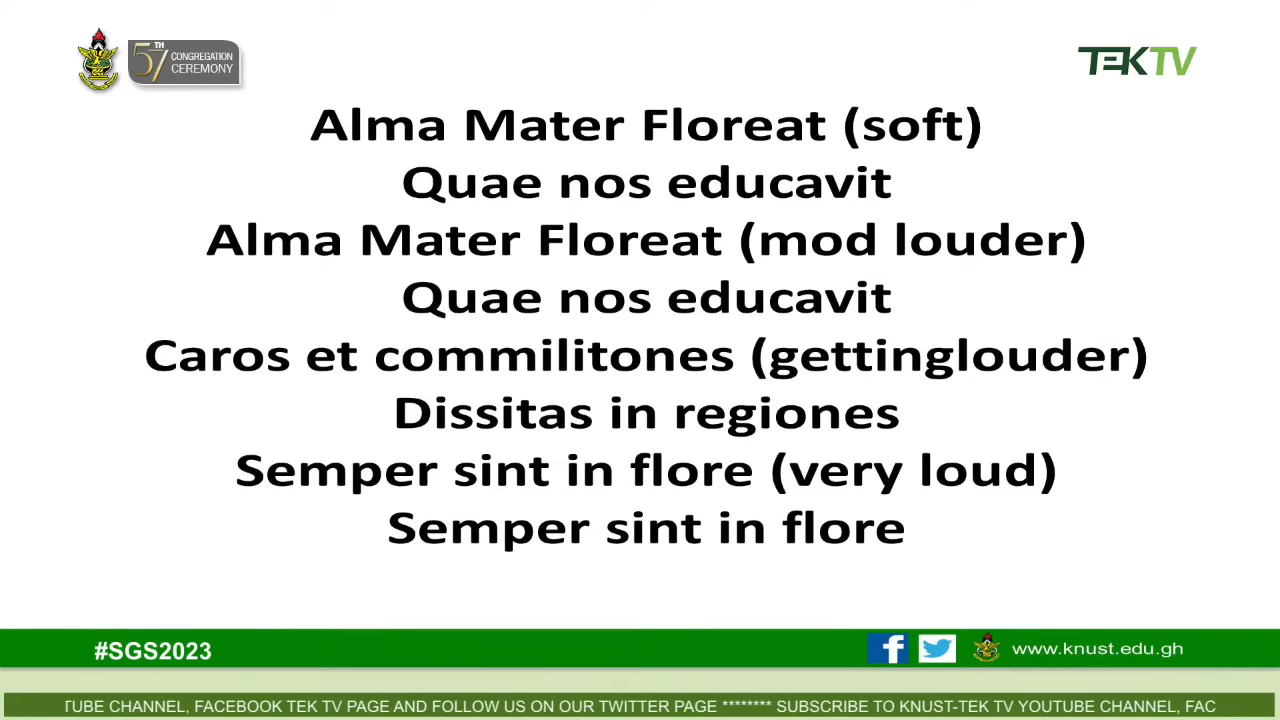 57TH CONGREGATION
CEREMONY
TEKTV
Alma Mater Floreat (soft)
Quae nos educavit
Alma Mater Floreat (mod louder)
Quae nos educavit
Caros et commilitones (gettinglouder)
Dissitas in regiones
Semper sint in flore (very loud)
Semper sint in flore
#SGS2023
www.knust.edu.gh
TUBE CHANNEL, FACEBOOK TEK TV PAGE AND FOLLOW US ON OUR TWITTER PAGE ******** SUBSCRIBE TO KNUST-TEK TV YOUTUBE CHANNEL, FAC